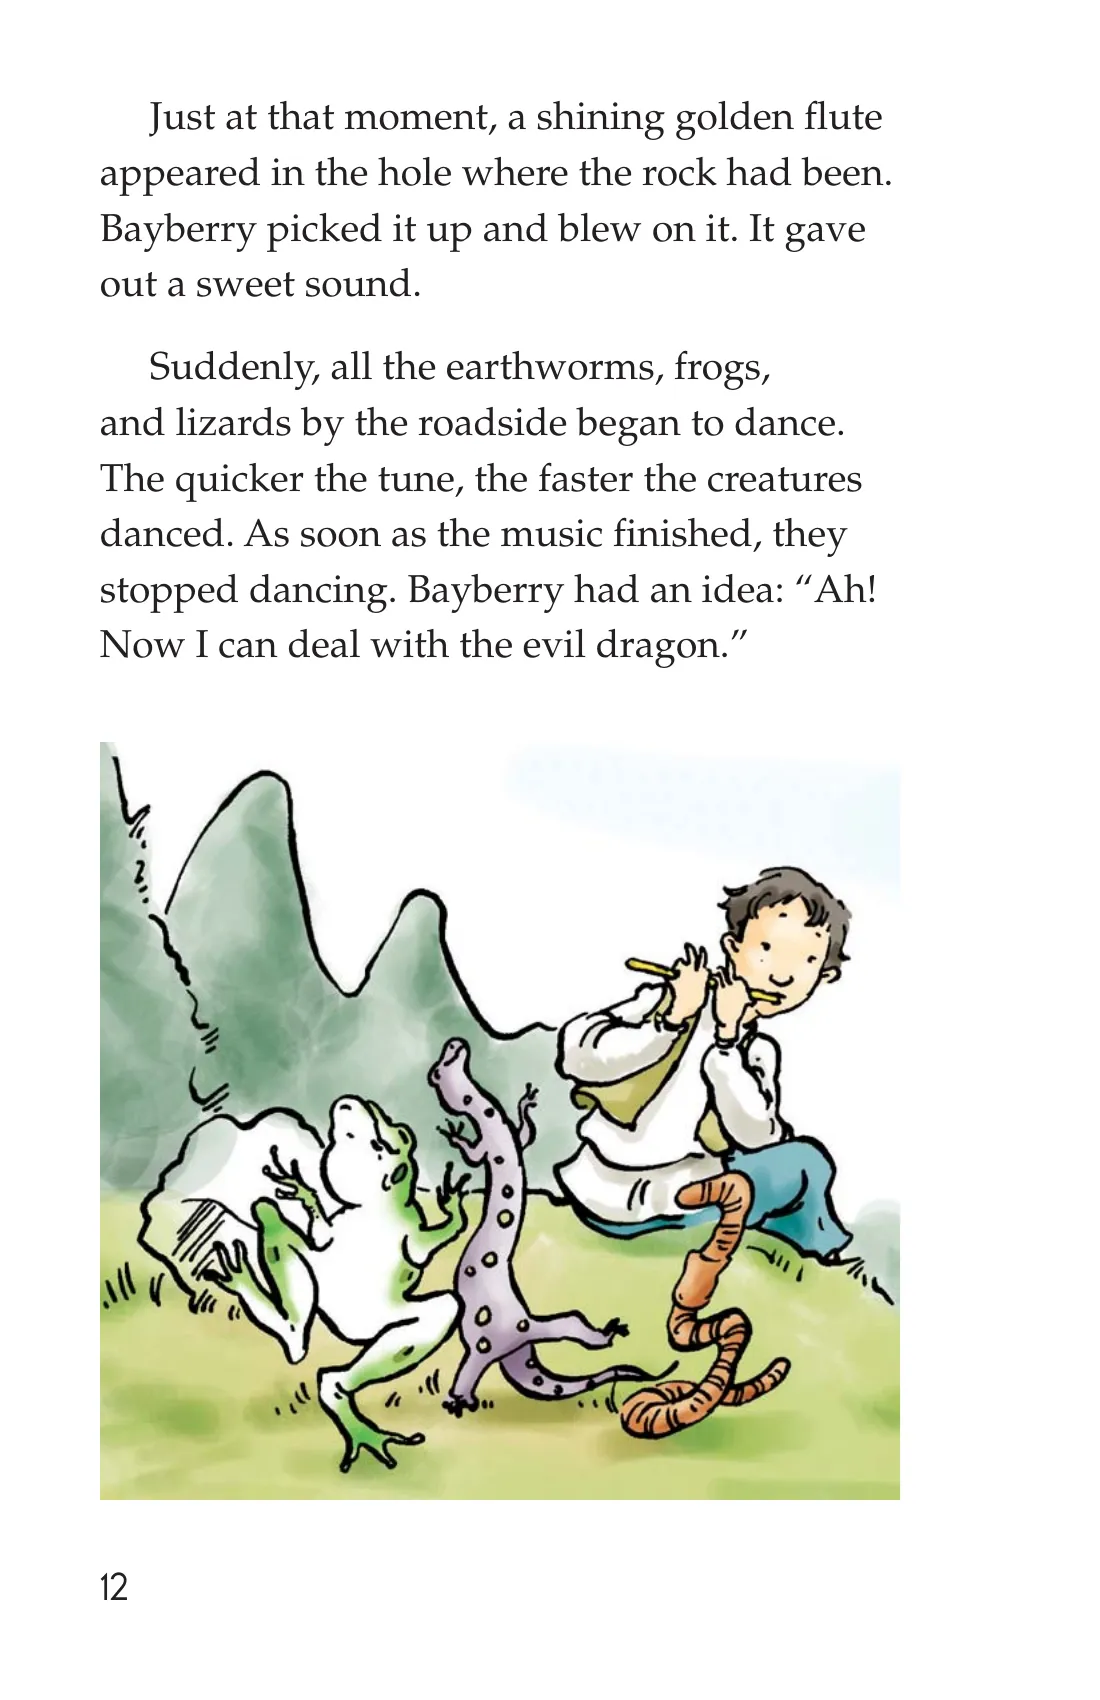 Just at that moment, a shining golden flute
appeared in the hole where the rock had been.
Bayberry picked it up and blew on it. It gave
out a sweet sound.
Suddenly, all the earthworms, frogs,
and lizards by the roadside began to dance.
The quicker the tune, the faster the creatures
danced. As soon as the music finished, they
stopped dancing. Bayberry had an idea: “Ah!
Now I can deal with the evil dragon.”
12